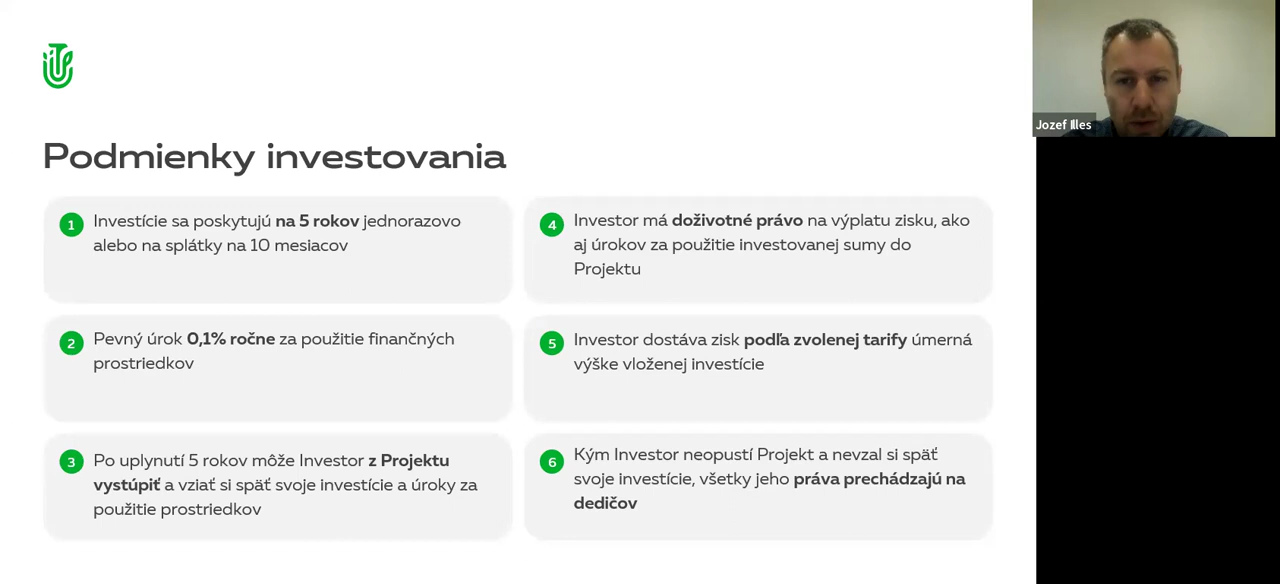 Podmienky investovania
1
Investície sa poskytujú na 5 rokov jednorazovo
alebo na splátky na 10 mesiacov
2
Pevný úrok 0,1% ročne za použitie finančných
prostriedkov
3
Po uplynutí 5 rokov môže Investor z Projektu
vystúpiť a vziať si späť svoje investície a úroky za
použitie prostriedkov
4
Investor má doživotné právo na výplatu zisku, ako
aj úrokov za použitie investovanej sumy do
Projektu
5
Investor dostáva zisk podľa zvolenej tarify úmerná
výške vloženej investície
6
Kým Investor neopustí Projekt a nevzal si späť
svoje investície, všetky jeho práva prechádzajú na
dedičov
Jozef Illes